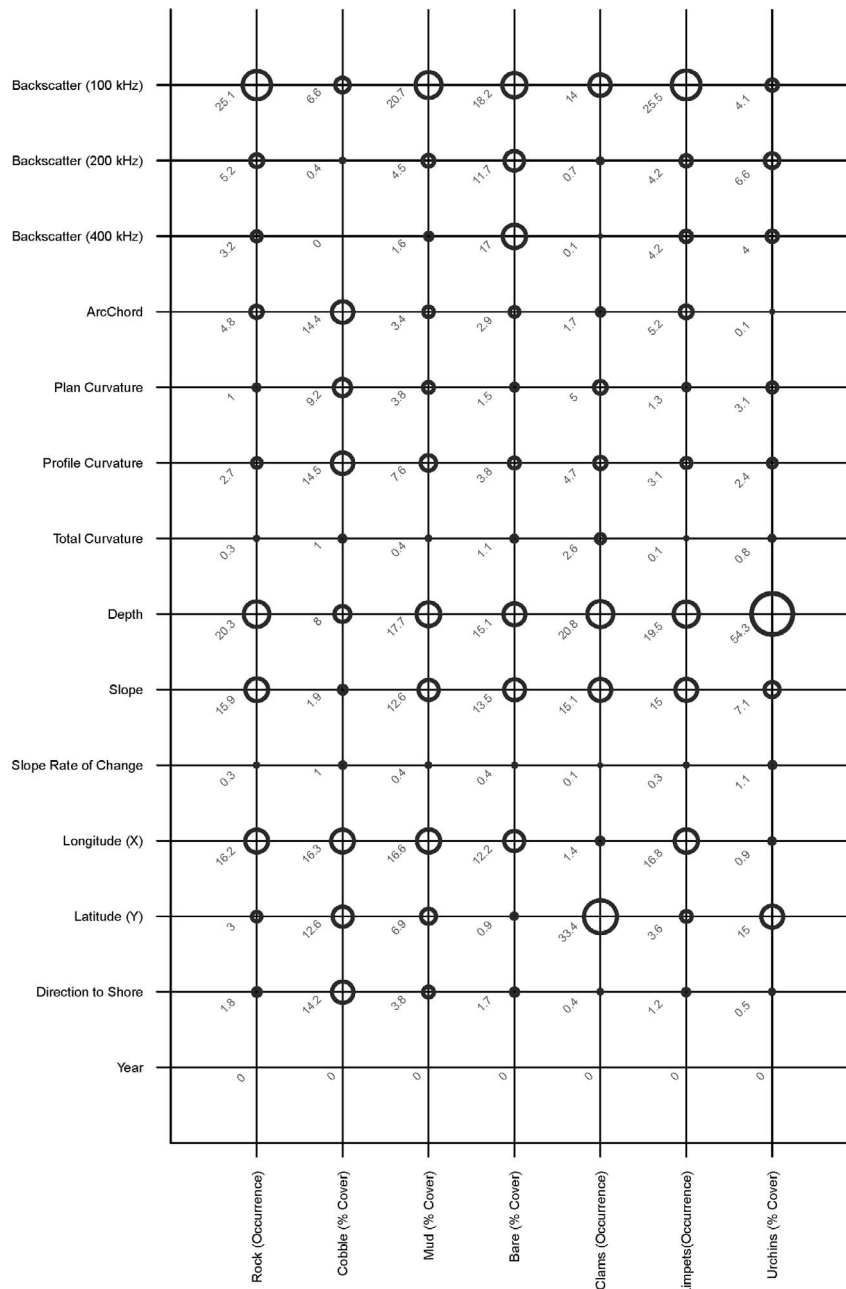 Backscatter (100 kHz) 25.1 6.6 20.7 18.2 14 25.5 4.1
Backscatter (200 kHz) 5.2 0.4 4.5 11.7 0.7 4.2 6.6
Backscatter (400 kHz) 3.2 0 1.6 17 0.1 4.2 4
ArcChord 4.8 14.4 3.4 2.9 1.7 5.2 0.1
Plan Curvature 1 9.2 3.8 1.5 5 1.3 3.1
Profile Curvature 2.7 14.5 7.6 3.8 4.7 3.1 2.4
Total Curvature 0.3 1 0.4 1.1 2.6 0.1 0.8
Depth 20.3 8 17.7 15.1 20.8 19.5 54.3
Slope 15.9 1.9 12.6 13.5 15.1 15 7.1
Slope Rate of Change 0.3 1 0.4 0.4 0.1 0.3 1.1
Longitude (X) 16.2 16.3 16.6 12.2 1.4 16.8 0.9
Latitude (Y) 3 12.6 6.9 0.9 33.4 3.6 15
Direction to Shore 1.8 14.2 3.8 1.7 0.4 1.2 0.5
Year 0 0 0 0 0 0 0
Rock (Occurrence)
Cobble (% Cover)
Mud (% Cover)
Bare (% Cover)
Clams (Occurrence)
impets(Occurrence)
Urchins (% Cover)